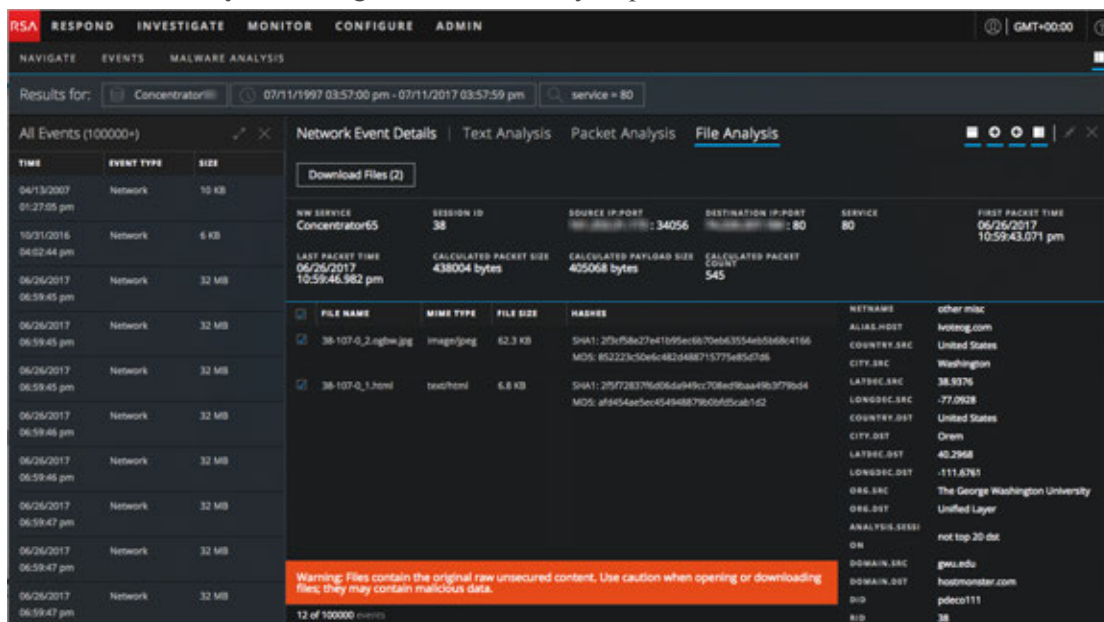 RSA RESPOND INVESTIGATE MONITOR CONFIGURE ADMIN GMT+00:00
NAVIGATE EVENTS MALWARE ANALYSIS
Results for: Concentrator 07/11/1997 03:57:00 pm - 07/11/2017 03:57:59 pm service = 80
All Events (100000+)
TIME EVENT TYPE SIZE
04/13/2007 Network 10 KB
01:27:05 pm
10/31/2016 Network 6 KB
04:02:44 pm
06/26/2017 Network 32 MB
06:59:45 pm
06/26/2017 Network 32 MB
06:59:45 pm
06/26/2017 Network 32 MB
06:59:45 pm
06/26/2017 Network 32 MB
06:59:46 pm
06/26/2017 Network 32 MB
06:59:46 pm
06/26/2017 Network 32 MB
06:59:47 pm
06/26/2017 Network 32 MB
06:59:47 pm
06/26/2017 Network 32 MB
06:59:47 pm
Network Event Details | Text Analysis Packet Analysis File Analysis
Download Files (2)
NW SERVICE SESSION ID SOURCE IP:PORT DESTINATION IP:PORT SERVICE FIRST PACKET TIME
Concentrator65 38 : 34056 : 80 80 06/26/2017
10:59:43.071 pm
LAST PACKET TIME CALCULATED PACKET SIZE CALCULATED PAYLOAD SIZE CALCULATED PACKET COUNT
06/26/2017 438004 bytes 405068 bytes 545
10:59:46.982 pm
FILE NAME MIME TYPE FILE SIZE HASHES
38-107-0_2.ogbw.jpg image/jpeg 62.3 KB SHA1:
MD5:
38-107-0_1.html text/html 6.8 KB SHA1:
MD5:
Warning: Files contain the original raw unsecured content. Use caution when opening or downloading
files; they may contain malicious data.
12 of 100000 events
NETNAME other misc
ALIAS.HOST lvoteog.com
COUNTRY.SRC United States
CITY.SRC Washington
LATDEC.SRC 38.9376
LONGDEC.SRC -77.0928
COUNTRY.DST United States
CITY.DST Orem
LATDEC.DST 40.2968
LONGDEC.DST -111.6761
ORG.SRC The George Washington University
ORG.DST Unified Layer
ANALYSIS.SESSI
ON not top 20 dst
DOMAIN.SRC gwu.edu
DOMAIN.DST hostmonster.com
DID pdeco111
RID 38